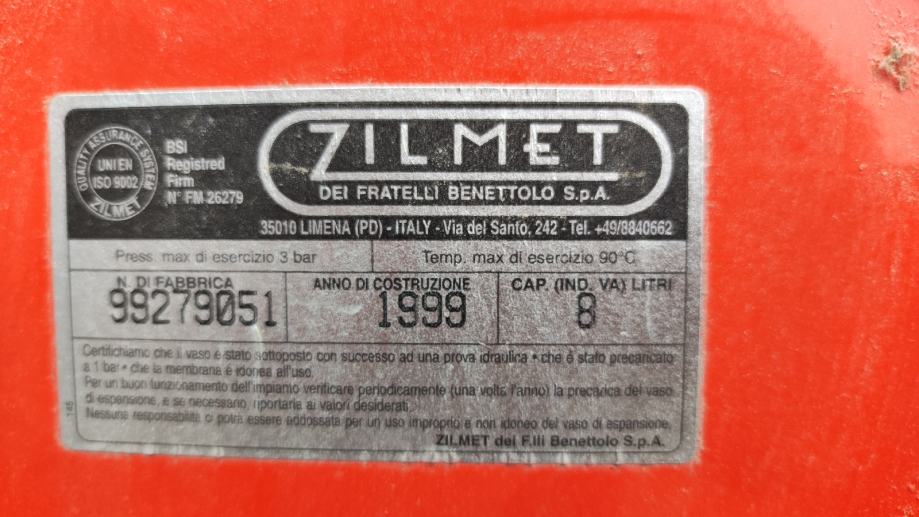 QUALITY ASSURANCE SYSTEM
UNI EN
ISO 9002
ZILMET
BSI
Registred
Firm
N° FM 26279
ZILMET
DEI FRATELLI BENETTOLO S.p.A.
35010 LIMENA (PD) - ITALY - Via del Santo, 242 - Tel. +49/8840662
Press. max di esercizio 3 bar
Temp. max di esercizio 90°C
N. DI FABBRICA
99279051
ANNO DI COSTRUZIONE
1999
CAP. (IND. VA) LITRI
8
Certifichiamo che il vaso è stato sottoposto con successo ad una prova idraulica • che è stato precaricato
a 1 bar • che la membrana è idonea all'uso.
Per un buon funzionamento dell'impianto verificare periodicamente (una volta l'anno) la precarica del vaso
di espansione, e se necessario, riportarla ai valori desiderati.
Nessuna responsabilità ci potrà essere addossata per un uso improprio e non idoneo del vaso di espansione.
ZILMET dei F.lli Benettolo S.p.A.
145